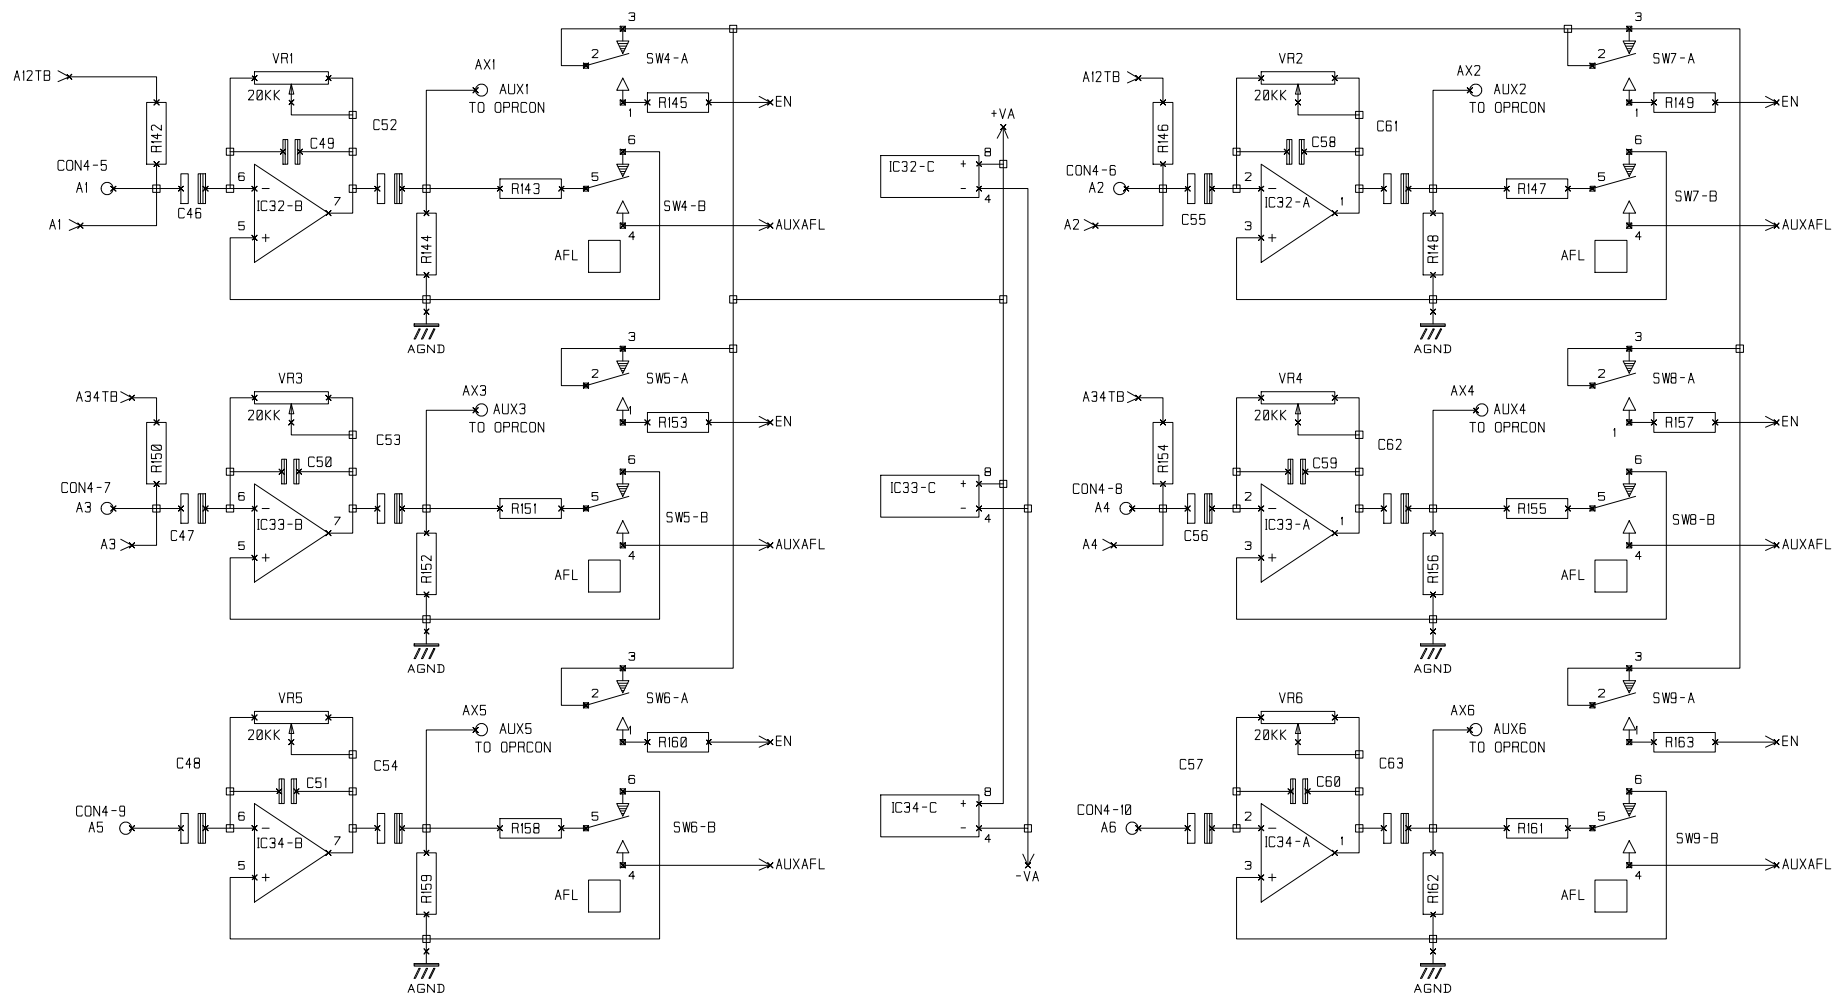 3
VR1
AX1
2
SW4-A
A12TB
20KK
AUX1
TO OPRCON
R145
EN
1
R142
C49
C52
6
CON4-5
A1
C46
6
IC32-B
7
5
R143
5
SW4-B
A1
R144
4
AUXAFL
AFL
AGND
+VA
IC32-C
+
8
-
4
3
VR2
AX2
2
SW7-A
A12TB
20KK
AUX2
TO OPRCON
R149
EN
1
R146
C58
C61
6
CON4-6
A2
C55
2
IC32-A
1
3
R147
5
SW7-B
A2
R148
4
AUXAFL
AFL
AGND
3
VR3
AX3
2
SW5-A
A34TB
20KK
AUX3
TO OPRCON
R153
EN
1
R150
C50
C53
6
CON4-7
A3
C47
6
IC33-B
7
5
R151
5
SW5-B
A3
R152
4
AUXAFL
AFL
AGND
IC33-C
+
8
-
4
3
VR4
AX4
2
SW8-A
A34TB
20KK
AUX4
TO OPRCON
R157
EN
1
R154
C59
C62
6
CON4-8
A4
C56
2
IC33-A
1
3
R155
5
SW8-B
A4
R156
4
AUXAFL
AFL
AGND
3
VR5
AX5
2
SW6-A
20KK
AUX5
TO OPRCON
R160
EN
1
C48
C51
C54
6
CON4-9
A5
6
IC34-B
7
5
R158
5
SW6-B
R159
4
AUXAFL
AFL
AGND
IC34-C
+
8
-
4
-VA
3
VR6
AX6
2
SW9-A
20KK
AUX6
TO OPRCON
R163
EN
1
C57
C60
C63
6
CON4-10
A6
2
IC34-A
1
3
R161
5
SW9-B
R162
4
AUXAFL
AFL
AGND